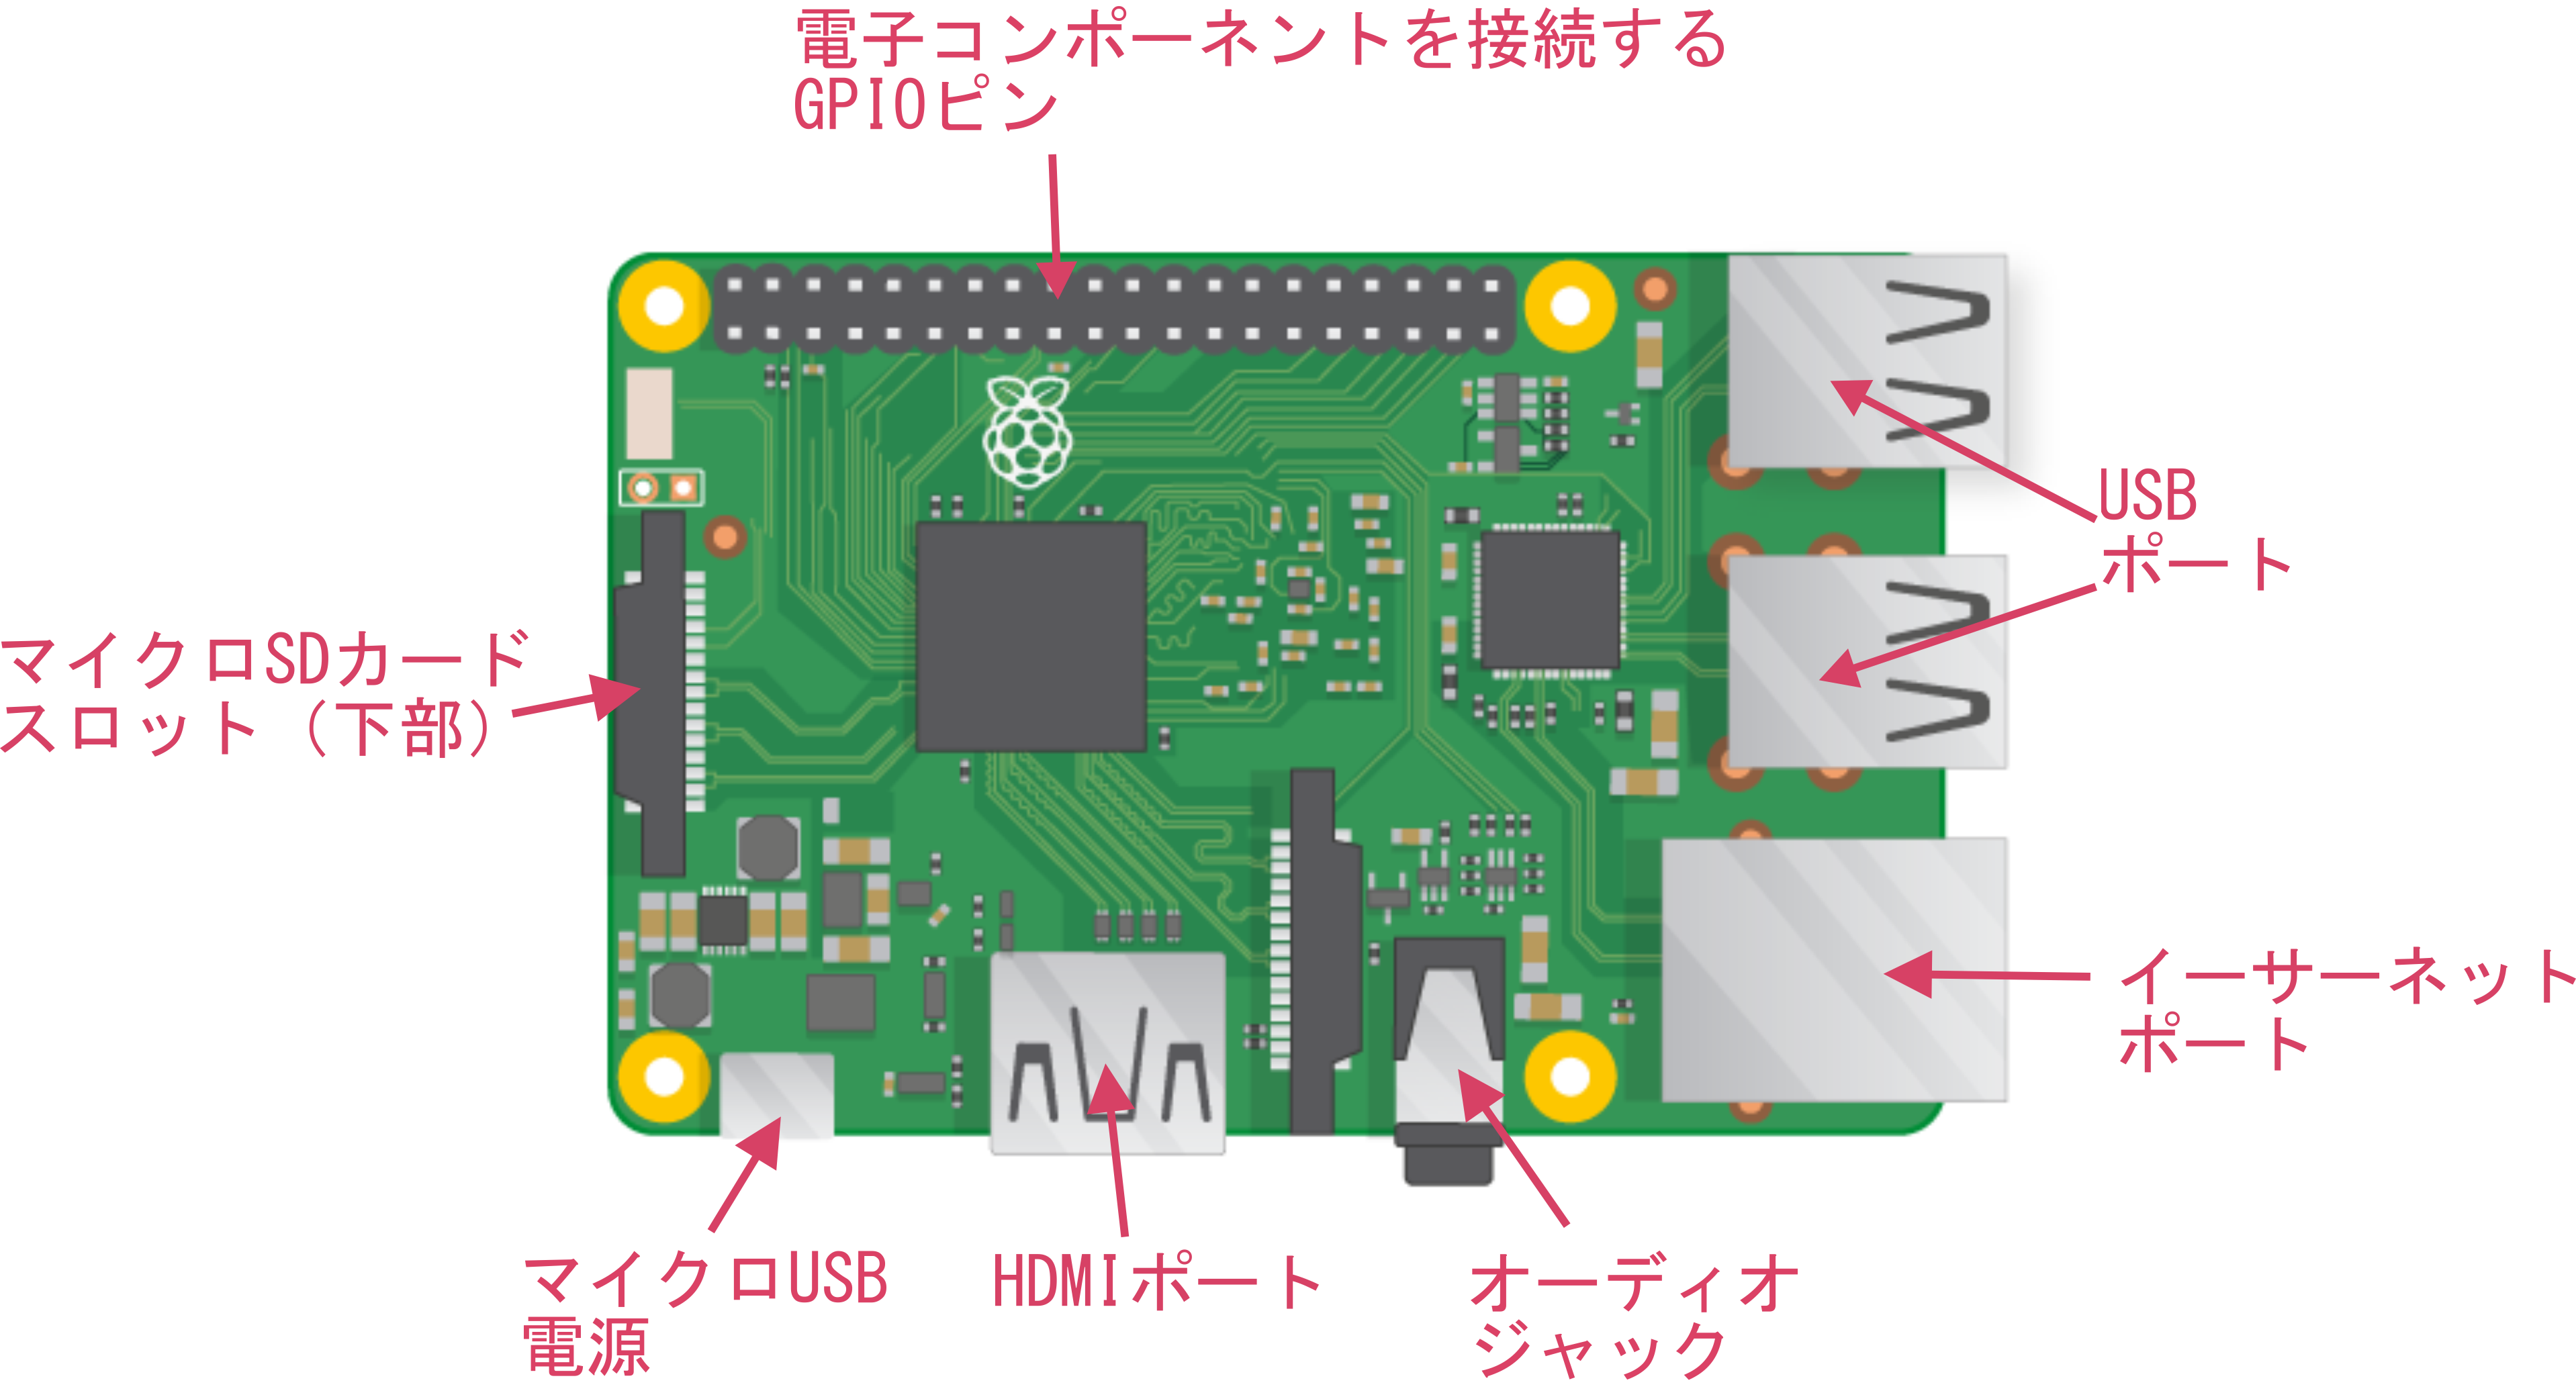 電子コンポーネントを接続する
GPIOピン
USB
ポート
マイクロSDカード
スロット（下部）
イーサーネット
ポート
マイクロUSB
電源
HDMIポート
オーディオ
ジャック